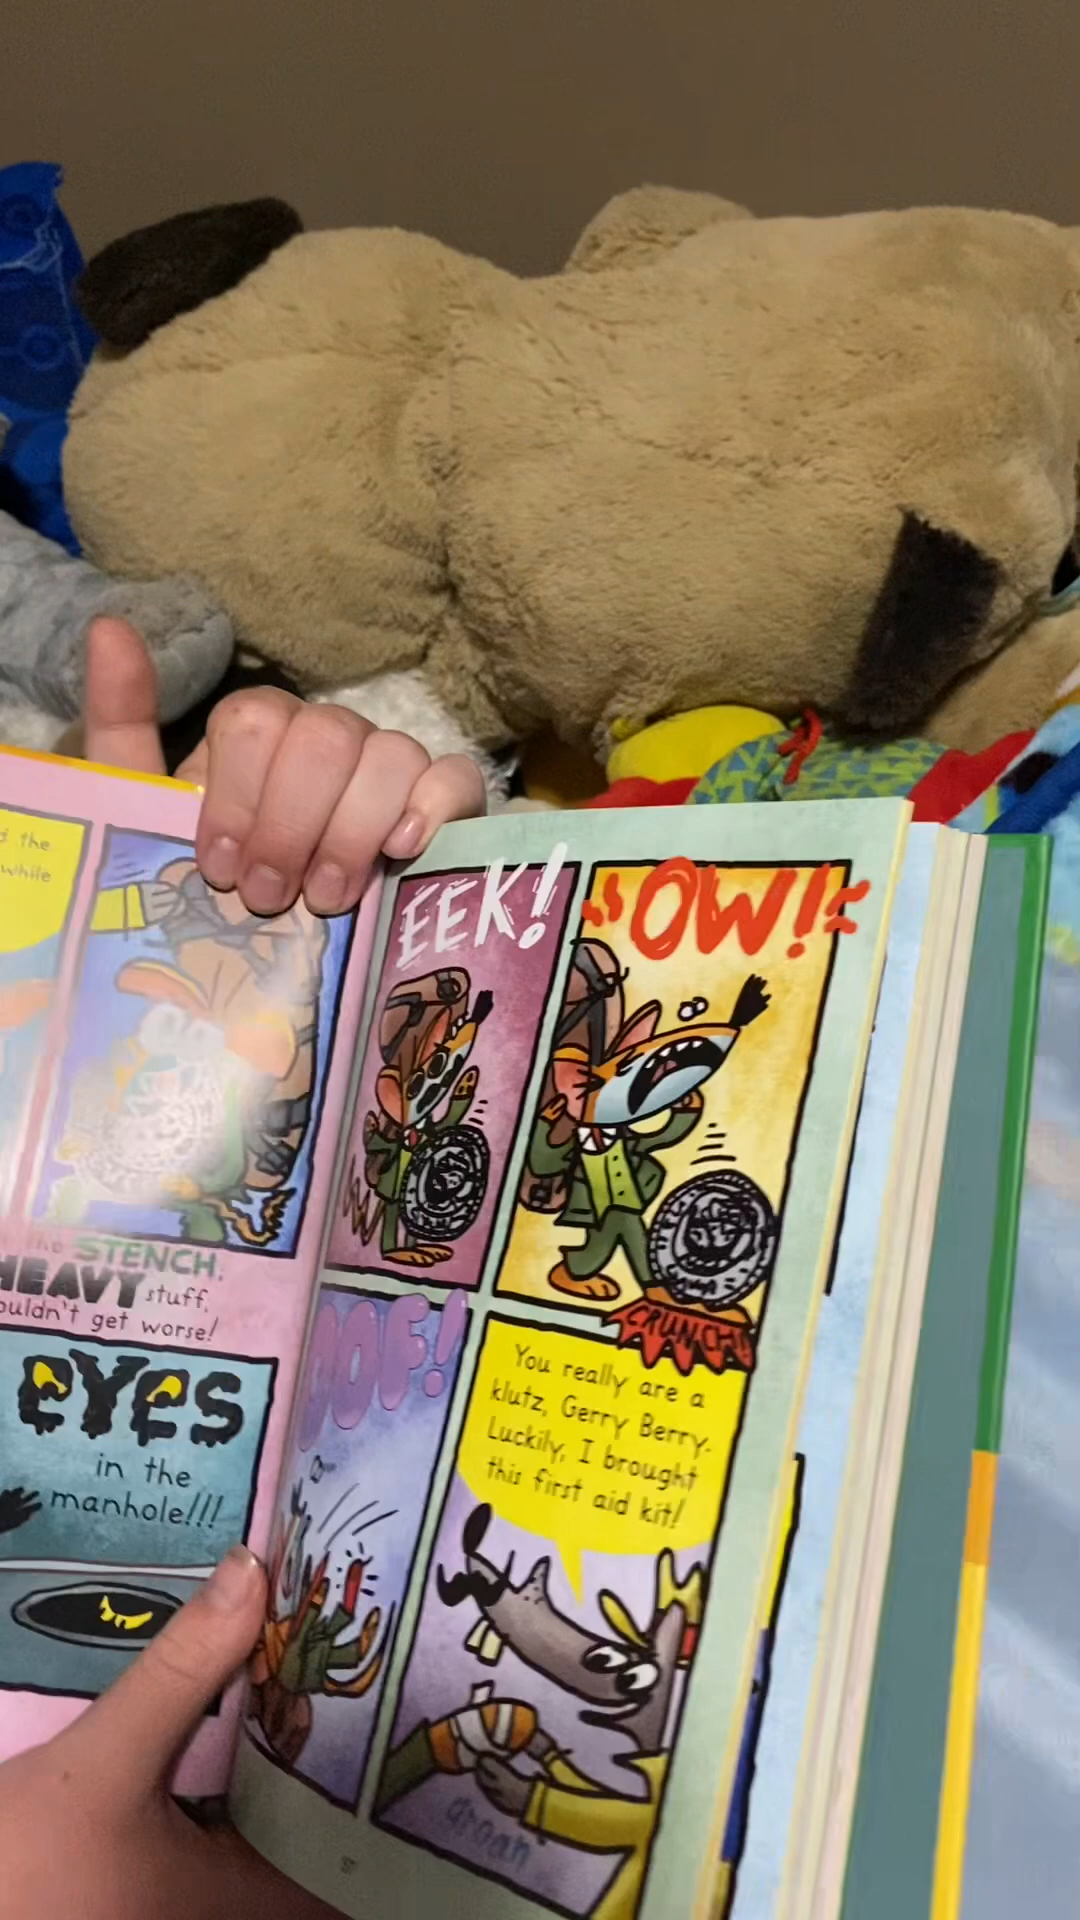 the
while
STENCH,
HEAVY stuff,
get worse!
eYes
in the
manhole!!!
EEK!
OW!
CRUNCH!
OOF!
You really are a
klutz, Gerry Berry.
Luckily, I brought
this first aid kit!
Groan